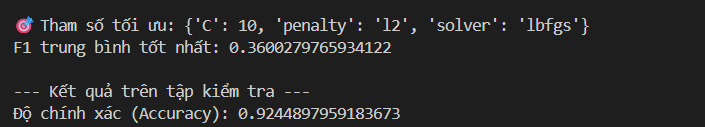 🎯 Tham số tối ưu: {'C': 10, 'penalty': 'l2', 'solver': 'lbfgs'}
F1 trung bình tốt nhất: 0.3600279765934122
--- Kết quả trên tập kiểm tra ---
Độ chính xác (Accuracy): 0.9244897959183673